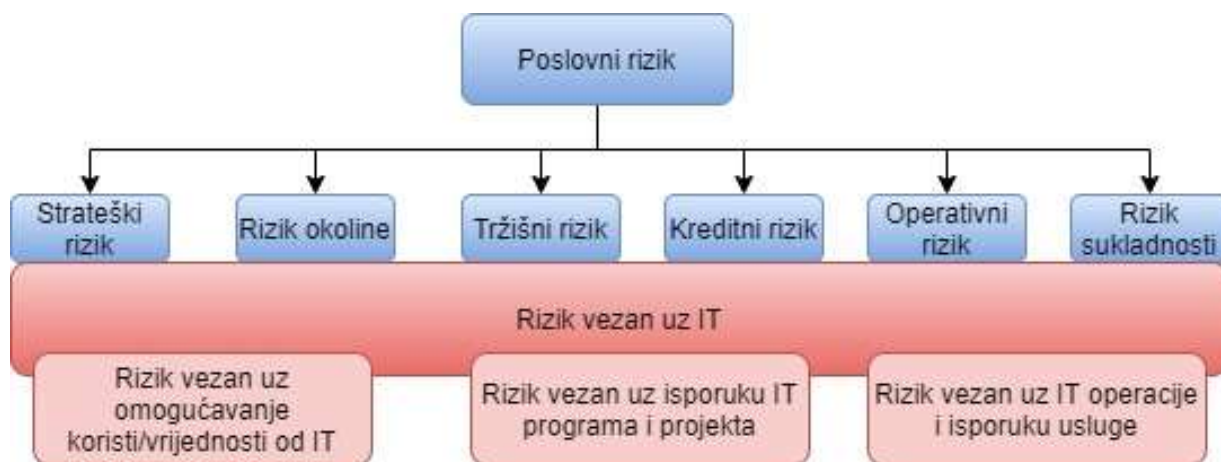 Poslovni rizik
Strateški
rizik
Rizik okoline
Tržišni rizik
Kreditni rizik
Operativni
rizik
Rizik
sukladnosti
Rizik vezan uz IT
Rizik vezan uz
omogućavanje
koristi/vrijednosti od IT
Rizik vezan uz isporuku IT
programa i projekta
Rizik vezan uz IT operacije
i isporuku usluge